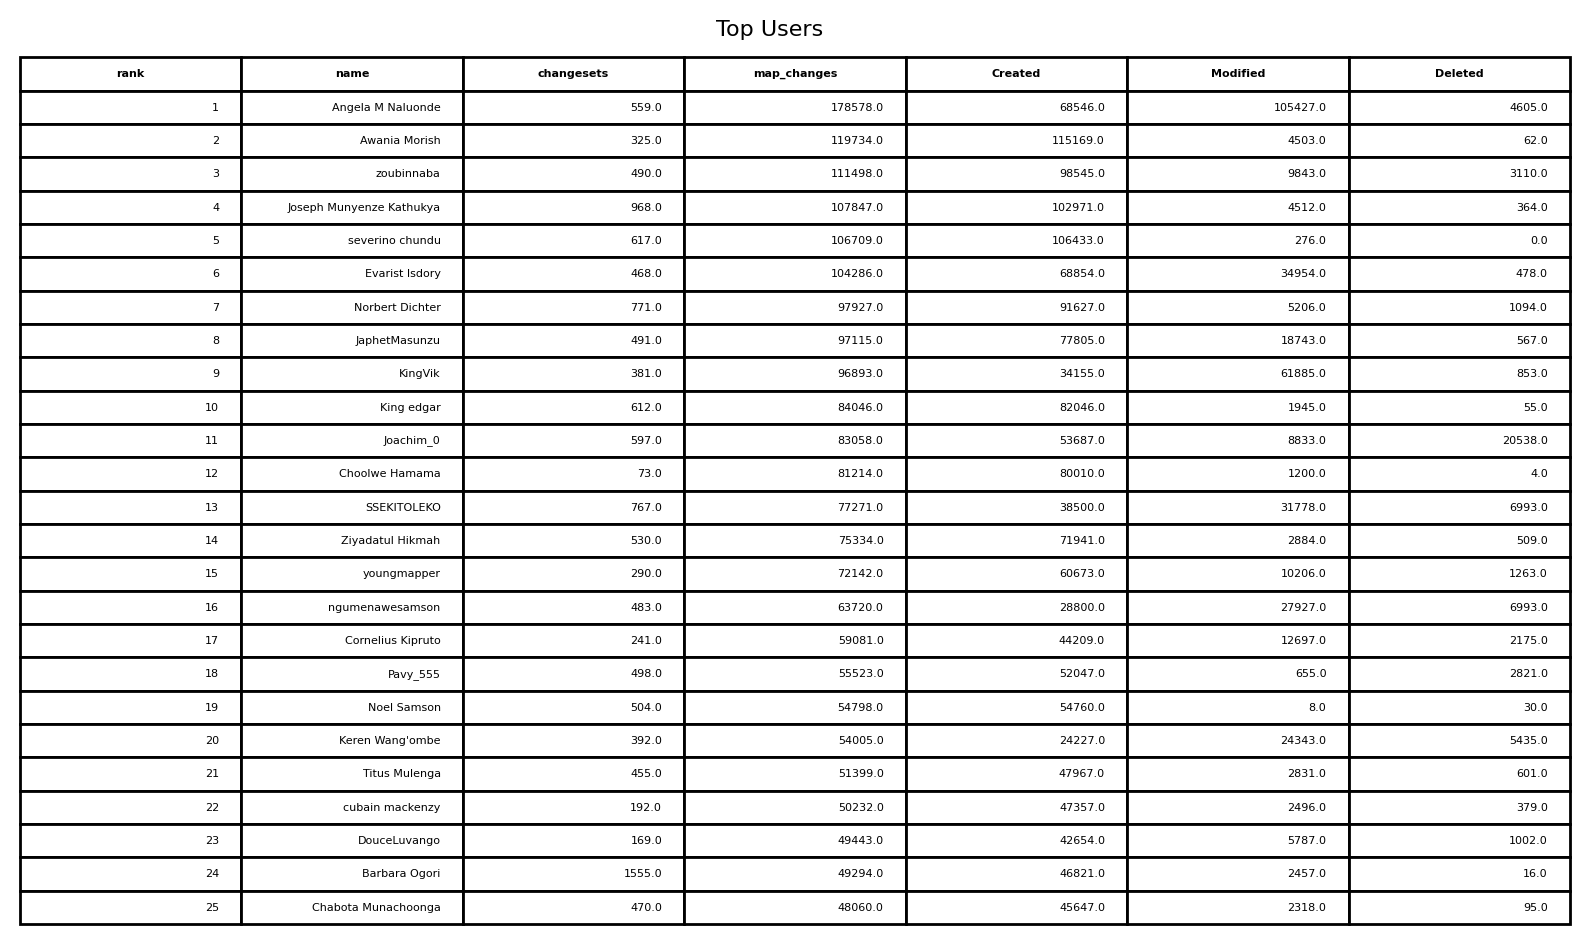 Top Users
rank name changesets map_changes Created Modified Deleted
1 Angela M Naluonde 559.0 178578.0 68546.0 105427.0 4605.0
2 Awania Morish 325.0 119734.0 115169.0 4503.0 62.0
3 zoubinnaba 490.0 111498.0 98545.0 9843.0 3110.0
4 Joseph Munyenze Kathukya 968.0 107847.0 102971.0 4512.0 364.0
5 severino chundu 617.0 106709.0 106433.0 276.0 0.0
6 Evarist Isdory 468.0 104286.0 68854.0 34954.0 478.0
7 Norbert Dichter 771.0 97927.0 91627.0 5206.0 1094.0
8 JaphetMasunzu 491.0 97115.0 77805.0 18743.0 567.0
9 KingVik 381.0 96893.0 34155.0 61885.0 853.0
10 King edgar 612.0 84046.0 82046.0 1945.0 55.0
11 Joachim_0 597.0 83058.0 53687.0 8833.0 20538.0
12 Choolwe Hamama 73.0 81214.0 80010.0 1200.0 4.0
13 SSEKITOLEKO 767.0 77271.0 38500.0 31778.0 6993.0
14 Ziyadatul Hikmah 530.0 75334.0 71941.0 2884.0 509.0
15 youngmapper 290.0 72142.0 60673.0 10206.0 1263.0
16 ngumenawesamson 483.0 63720.0 28800.0 27927.0 6993.0
17 Cornelius Kipruto 241.0 59081.0 44209.0 12697.0 2175.0
18 Pavy_555 498.0 55523.0 52047.0 655.0 2821.0
19 Noel Samson 504.0 54798.0 54760.0 8.0 30.0
20 Keren Wang'ombe 392.0 54005.0 24227.0 24343.0 5435.0
21 Titus Mulenga 455.0 51399.0 47967.0 2831.0 601.0
22 cubain mackenzy 192.0 50232.0 47357.0 2496.0 379.0
23 DouceLuvango 169.0 49443.0 42654.0 5787.0 1002.0
24 Barbara Ogori 1555.0 49294.0 46821.0 2457.0 16.0
25 Chabota Munachoonga 470.0 48060.0 45647.0 2318.0 95.0